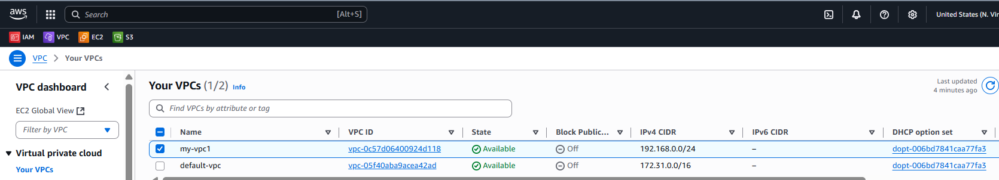 aws Search [Alt+S] United States (N. Vir
IAM VPC EC2 S3
VPC > Your VPCs
VPC dashboard
EC2 Global View
Filter by VPC
Virtual private cloud
Your VPCs
Your VPCs (1/2) Info
Last updated
4 minutes ago
Find VPCs by attribute or tag
Name VPC ID State Block Public... IPv4 CIDR IPv6 CIDR DHCP option set
my-vpc1 vpc-0c57d06400924d118 Available Off 192.168.0.0/24 – dopt-006bd7841caa77fa3
default-vpc vpc-05f40aba9acea42ad Available Off 172.31.0.0/16 – dopt-006bd7841caa77fa3